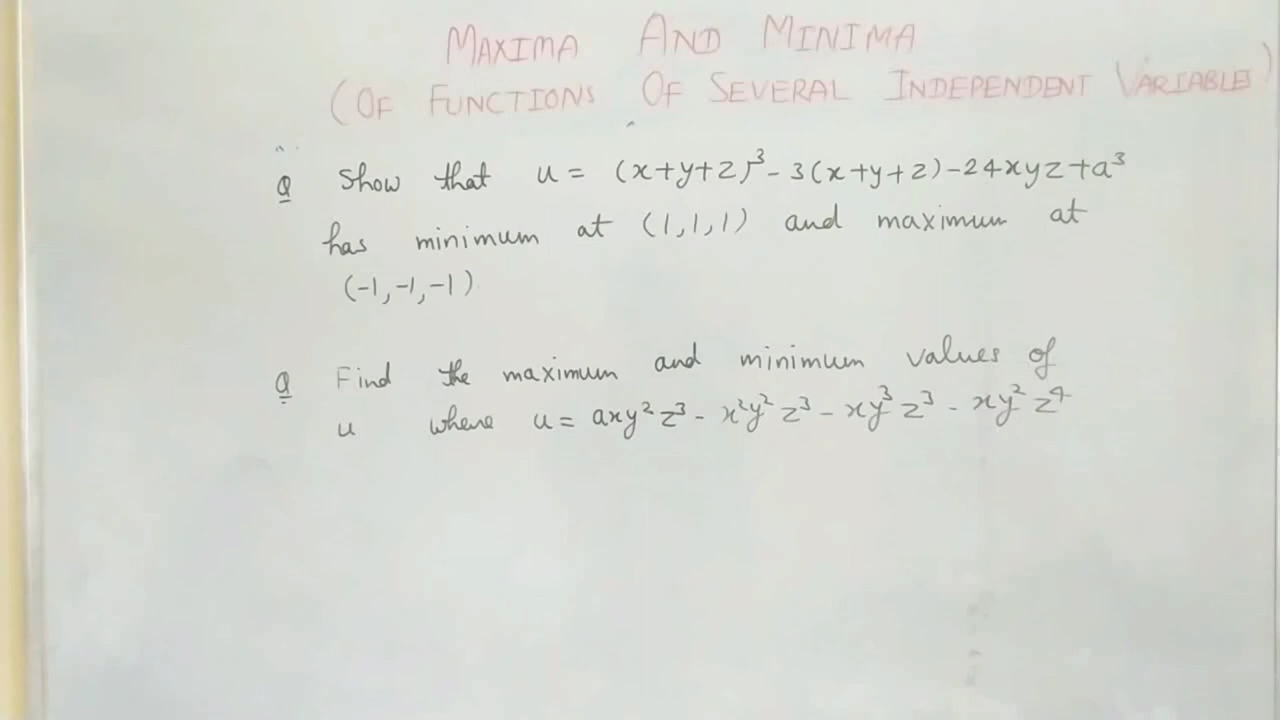 MAXIMA AND MINIMA
(OF FUNCTIONS OF SEVERAL INDEPENDENT VARIABLES)
Q Show that u = (x+y+z)³ - 3(x+y+z) - 24xyz + a³
has minimum at (1,1,1) and maximum at
(-1,-1,-1)
Q Find the maximum and minimum values of
u where u = axy²z³ - x²y²z³ - xy³z³ - xy²z⁴